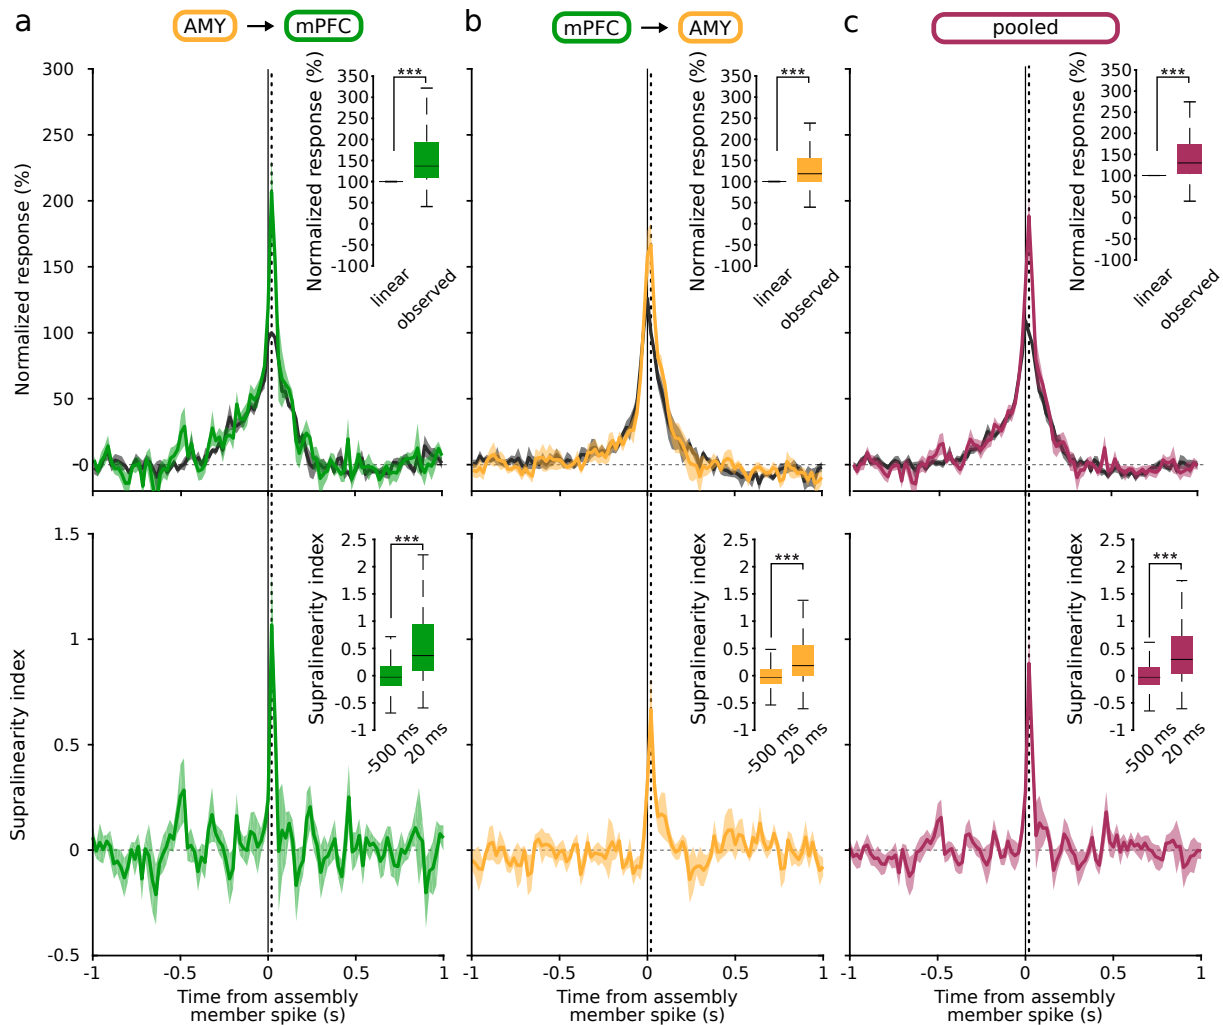 a
AMY → mPFC
b
mPFC → AMY
c
pooled
Normalized response (%)
300
250
200
150
100
50
0
Normalized response (%)
350
300
250
200
150
100
50
0
-50
-100
***
linear
observed
Normalized response (%)
350
300
250
200
150
100
50
0
-50
-100
***
linear
observed
Normalized response (%)
350
300
250
200
150
100
50
0
-50
-100
***
linear
observed
Supralinearity index
1.5
1
0.5
0
-0.5
Supralinearity index
2.5
2
1.5
1
0.5
0
-0.5
-1
***
-500 ms
20 ms
Supralinearity index
2.5
2
1.5
1
0.5
0
-0.5
-1
***
-500 ms
20 ms
Supralinearity index
2.5
2
1.5
1
0.5
0
-0.5
-1
***
-500 ms
20 ms
-1 -0.5 0 0.5 1
Time from assembly
member spike (s)
-1 -0.5 0 0.5 1
Time from assembly
member spike (s)
-1 -0.5 0 0.5 1
Time from assembly
member spike (s)